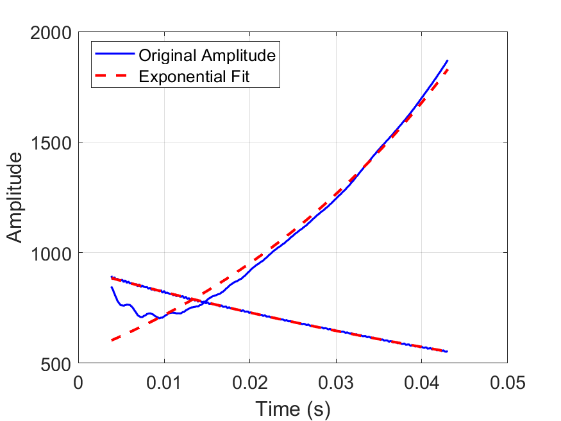 2000
Original Amplitude
Exponential Fit
1500
Amplitude
1000
500
0 0.01 0.02 0.03 0.04 0.05
Time (s)